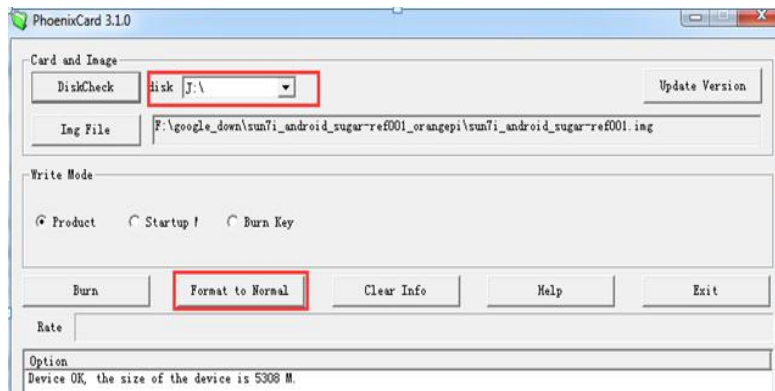 PhoenixCard 3.1.0
Card and Image
DiskCheck disk J:\ Update Version
Img File F:\google_down\sun7i_android_sugar-ref001_orangepi\sun7i_android_sugar-ref001.img
Write Mode
Product Startup Burn Key
Burn Format to Normal Clear Info Help Exit
Rate
Option
Device OK, the size of the device is 5308 M.